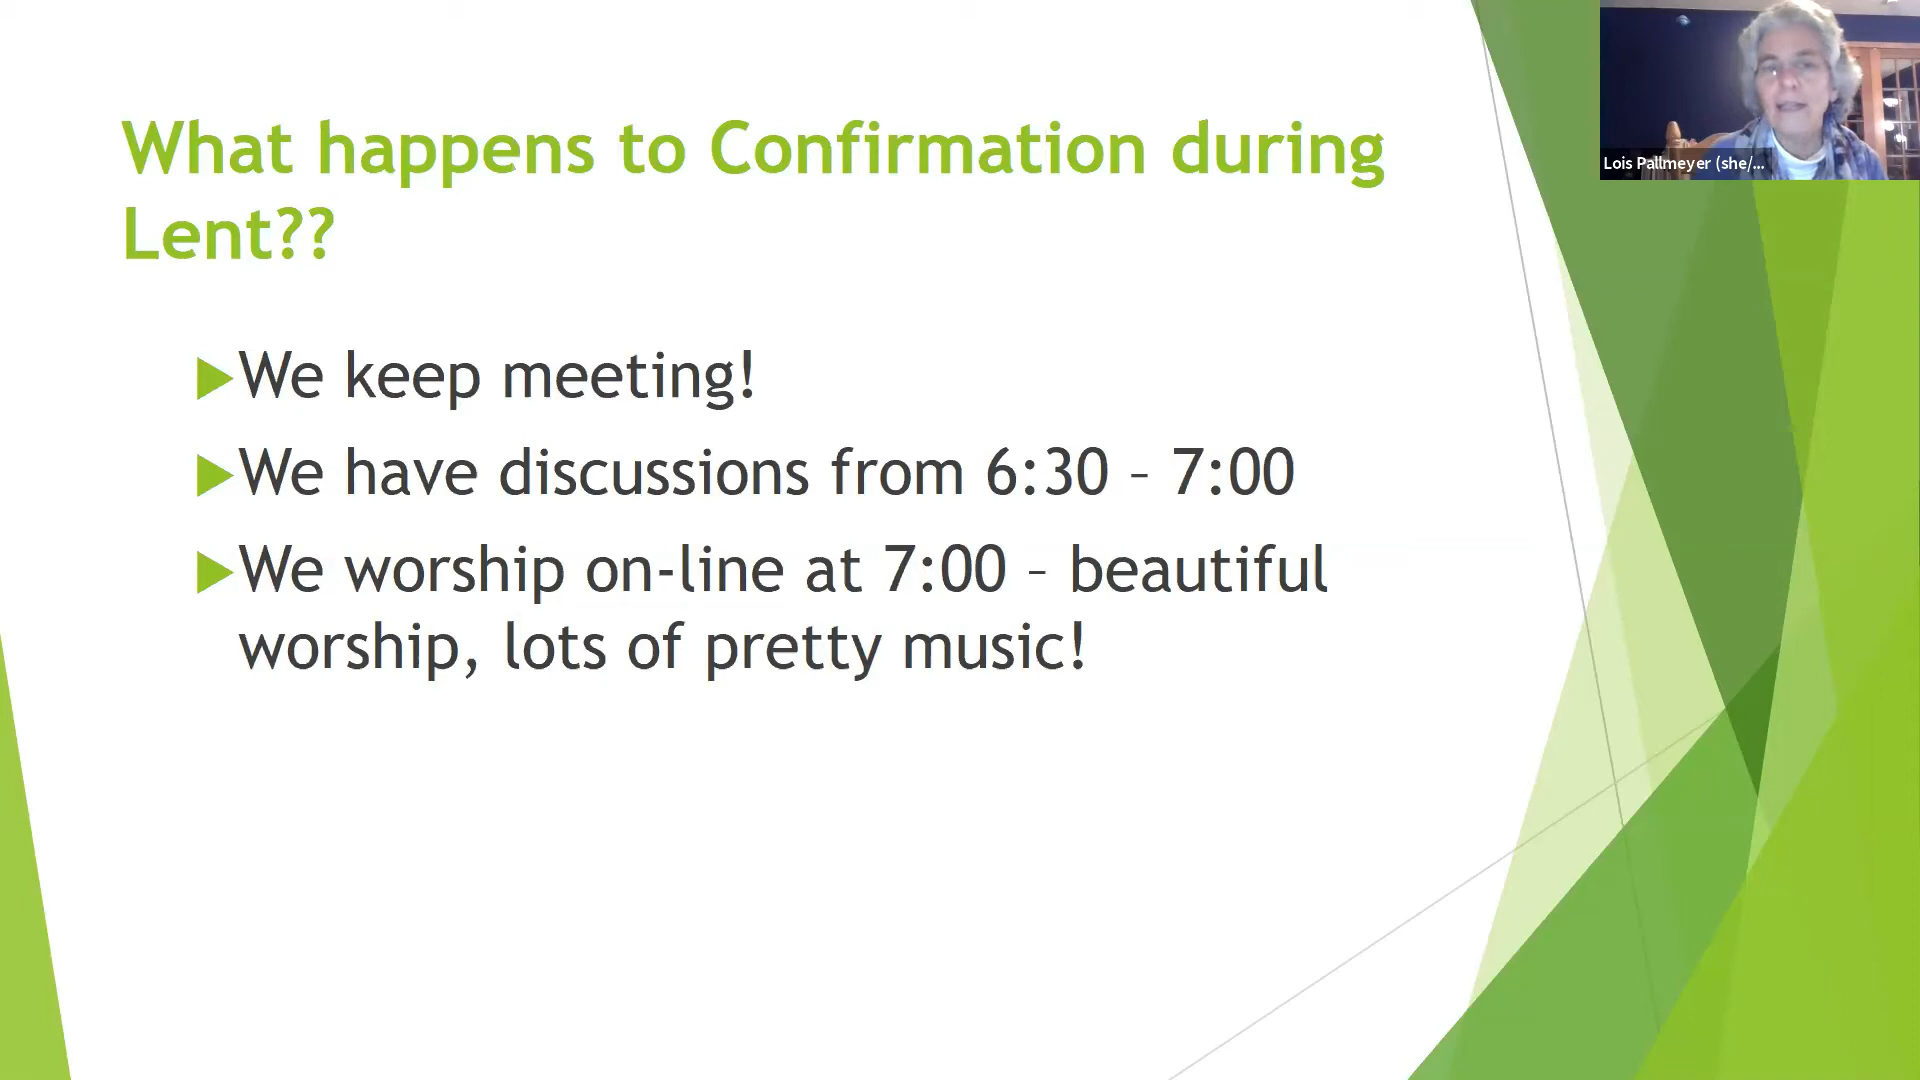 What happens to Confirmation during
Lent??
We keep meeting!
We have discussions from 6:30 – 7:00
We worship on-line at 7:00 – beautiful
worship, lots of pretty music!
Lois Pallmeyer (she/...